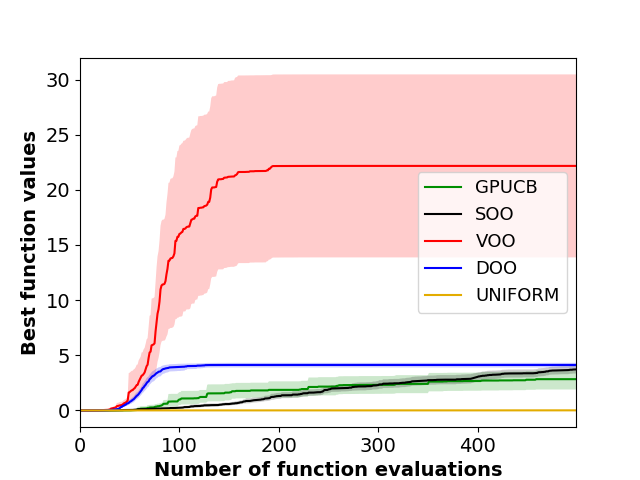 30
25
20
15
10
5
0
Best function values
GPUCB
SOO
VOO
DOO
UNIFORM
0 100 200 300 400
Number of function evaluations